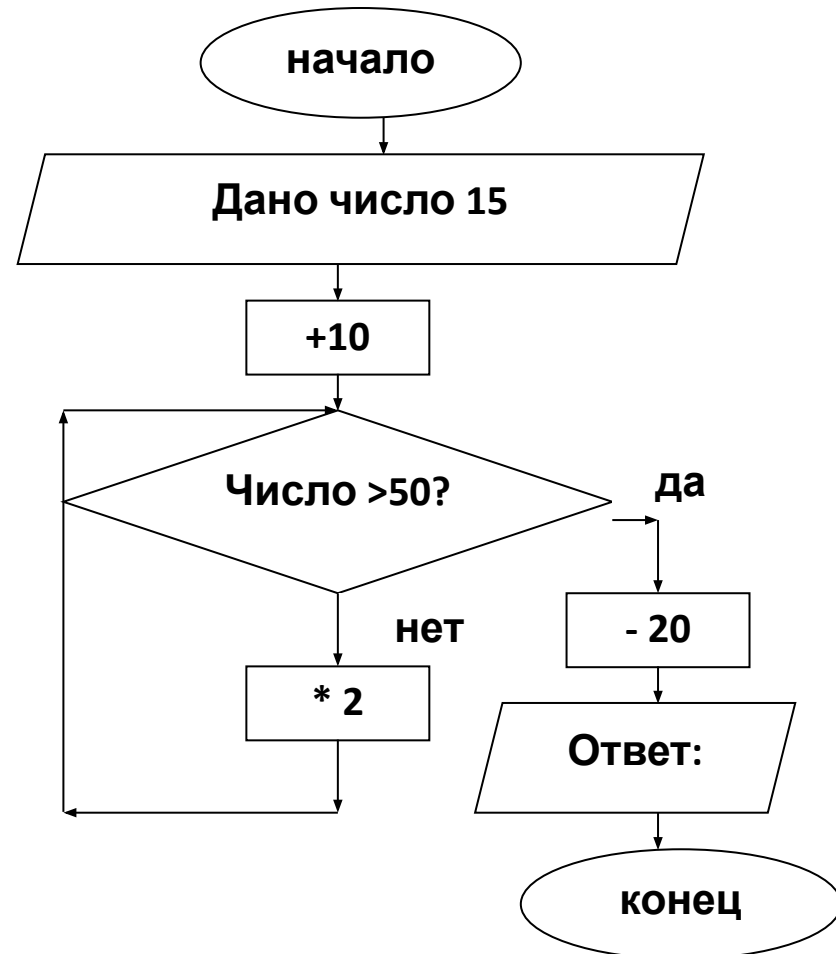 начало
Дано число 15
+10
Число >50?
да
нет
- 20
* 2
Ответ:
конец